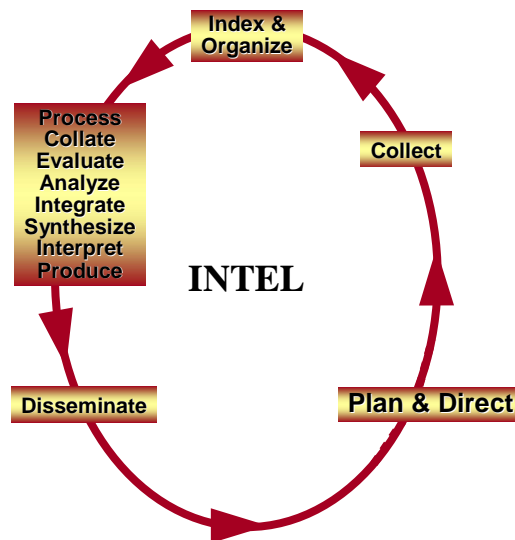 Index &
Organize
Process
Collate
Evaluate
Analyze
Integrate
Synthesize
Interpret
Produce
Collect
INTEL
Disseminate
Plan & Direct